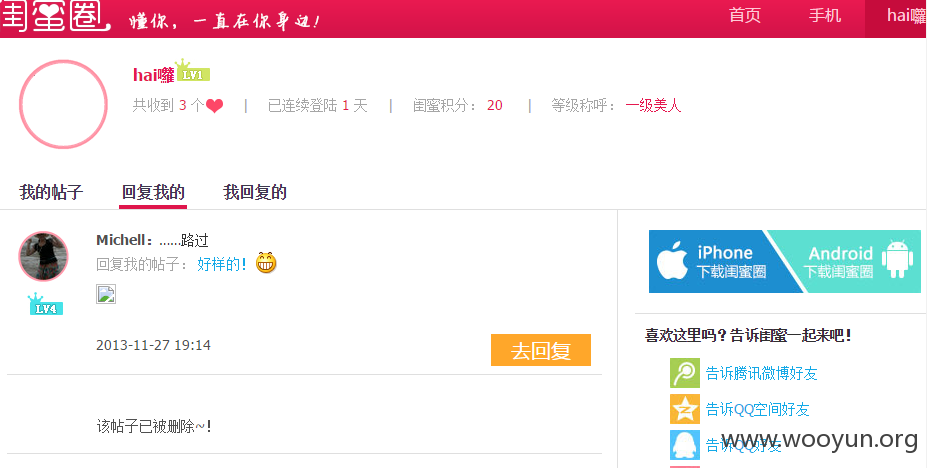 闺蜜圈, 懂你，一直在你身边!
首页 手机 hai囖
hai囖 LV1
共收到 3 个 | 已连续登陆 1 天 | 闺蜜积分： 20 | 等级称呼： 一级美人
我的帖子 回复我的 我回复的
Michell：......路过
回复我的帖子： 好样的!
LV4
2013-11-27 19:14
去回复
该帖子已被删除~!
iPhone
下载闺蜜圈
Android
下载闺蜜圈
喜欢这里吗？告诉闺蜜一起来吧!
告诉腾讯微博好友
告诉QQ空间好友
告诉QQ好友
www.wooyun.org